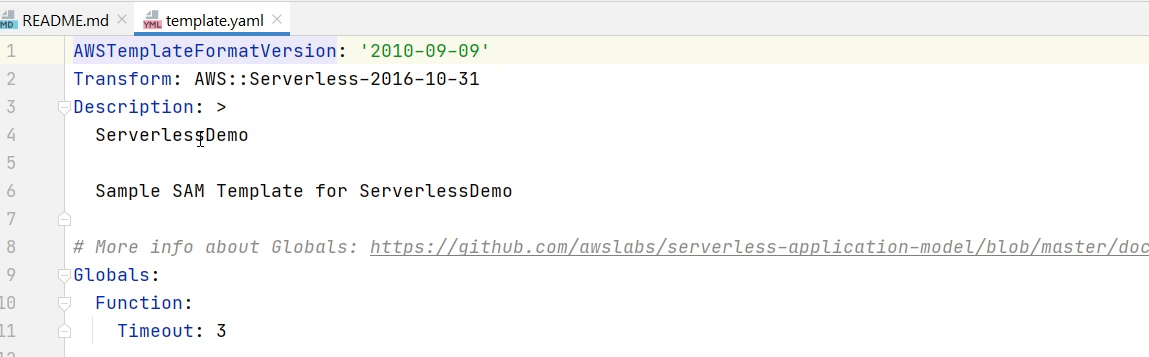 README.md template.yaml
1 AWSTemplateFormatVersion: '2010-09-09'
2 Transform: AWS::Serverless-2016-10-31
3 Description: >
4 ServerlessDemo
5
6 Sample SAM Template for ServerlessDemo
7
8 # More info about Globals: https://github.com/awslabs/serverless-application-model/blob/master/doc
9 Globals:
10 Function:
11 Timeout: 3